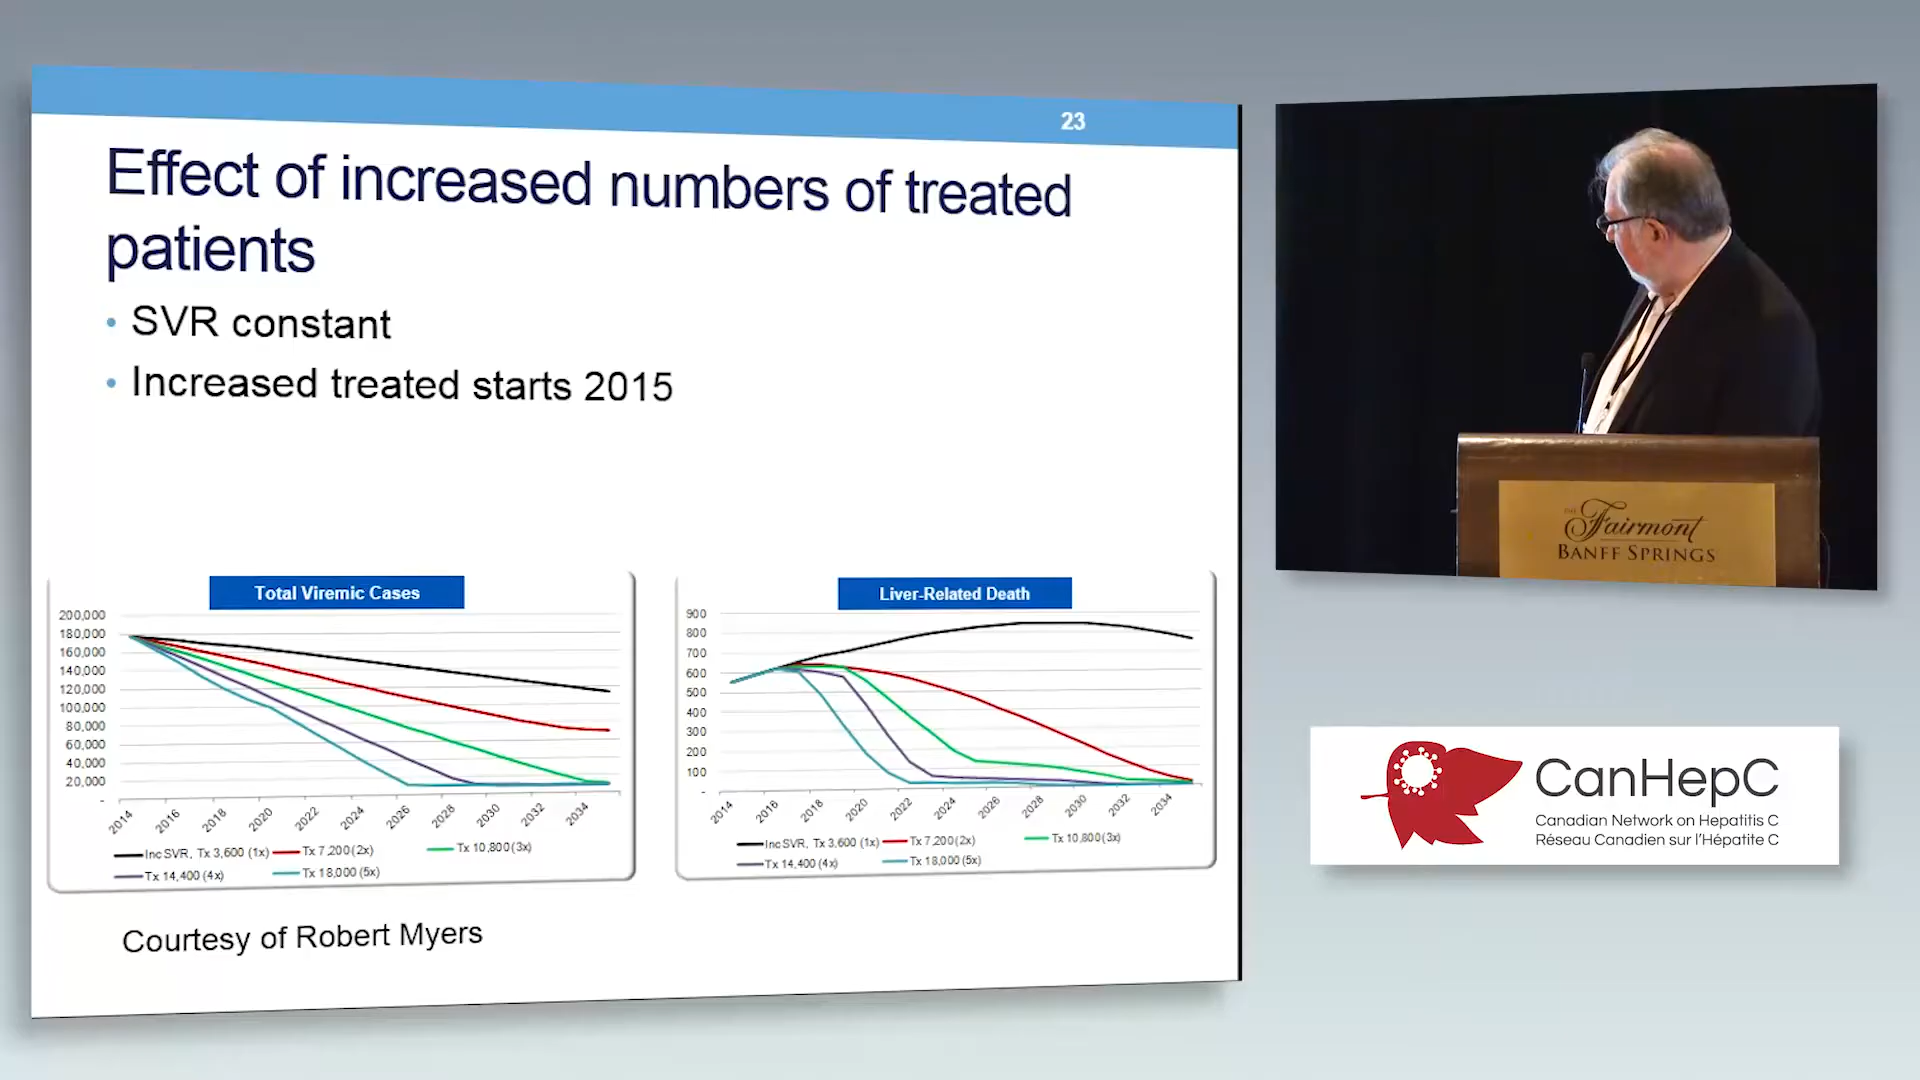 23
Effect of increased numbers of treated
patients
• SVR constant
• Increased treated starts 2015
Total Viremic Cases
200,000
180,000
160,000
140,000
120,000
100,000
80,000
60,000
40,000
20,000
-
2014 2016 2018 2020 2022 2024 2026 2028 2030 2032 2034
Inc SVR, Tx 3,600 (1x) Tx 7,200 (2x) Tx 10,800 (3x)
Tx 14,400 (4x) Tx 18,000 (5x)
Liver-Related Death
900
800
700
600
500
400
300
200
100
-
2014 2016 2018 2020 2022 2024 2026 2028 2030 2032 2034
Inc SVR, Tx 3,600 (1x) Tx 7,200 (2x) Tx 10,800 (3x)
Tx 14,400 (4x) Tx 18,000 (5x)
Courtesy of Robert Myers
THE
Fairmont
BANFF SPRINGS
CanHepC
Canadian Network on Hepatitis C
Réseau Canadien sur l'Hépatite C